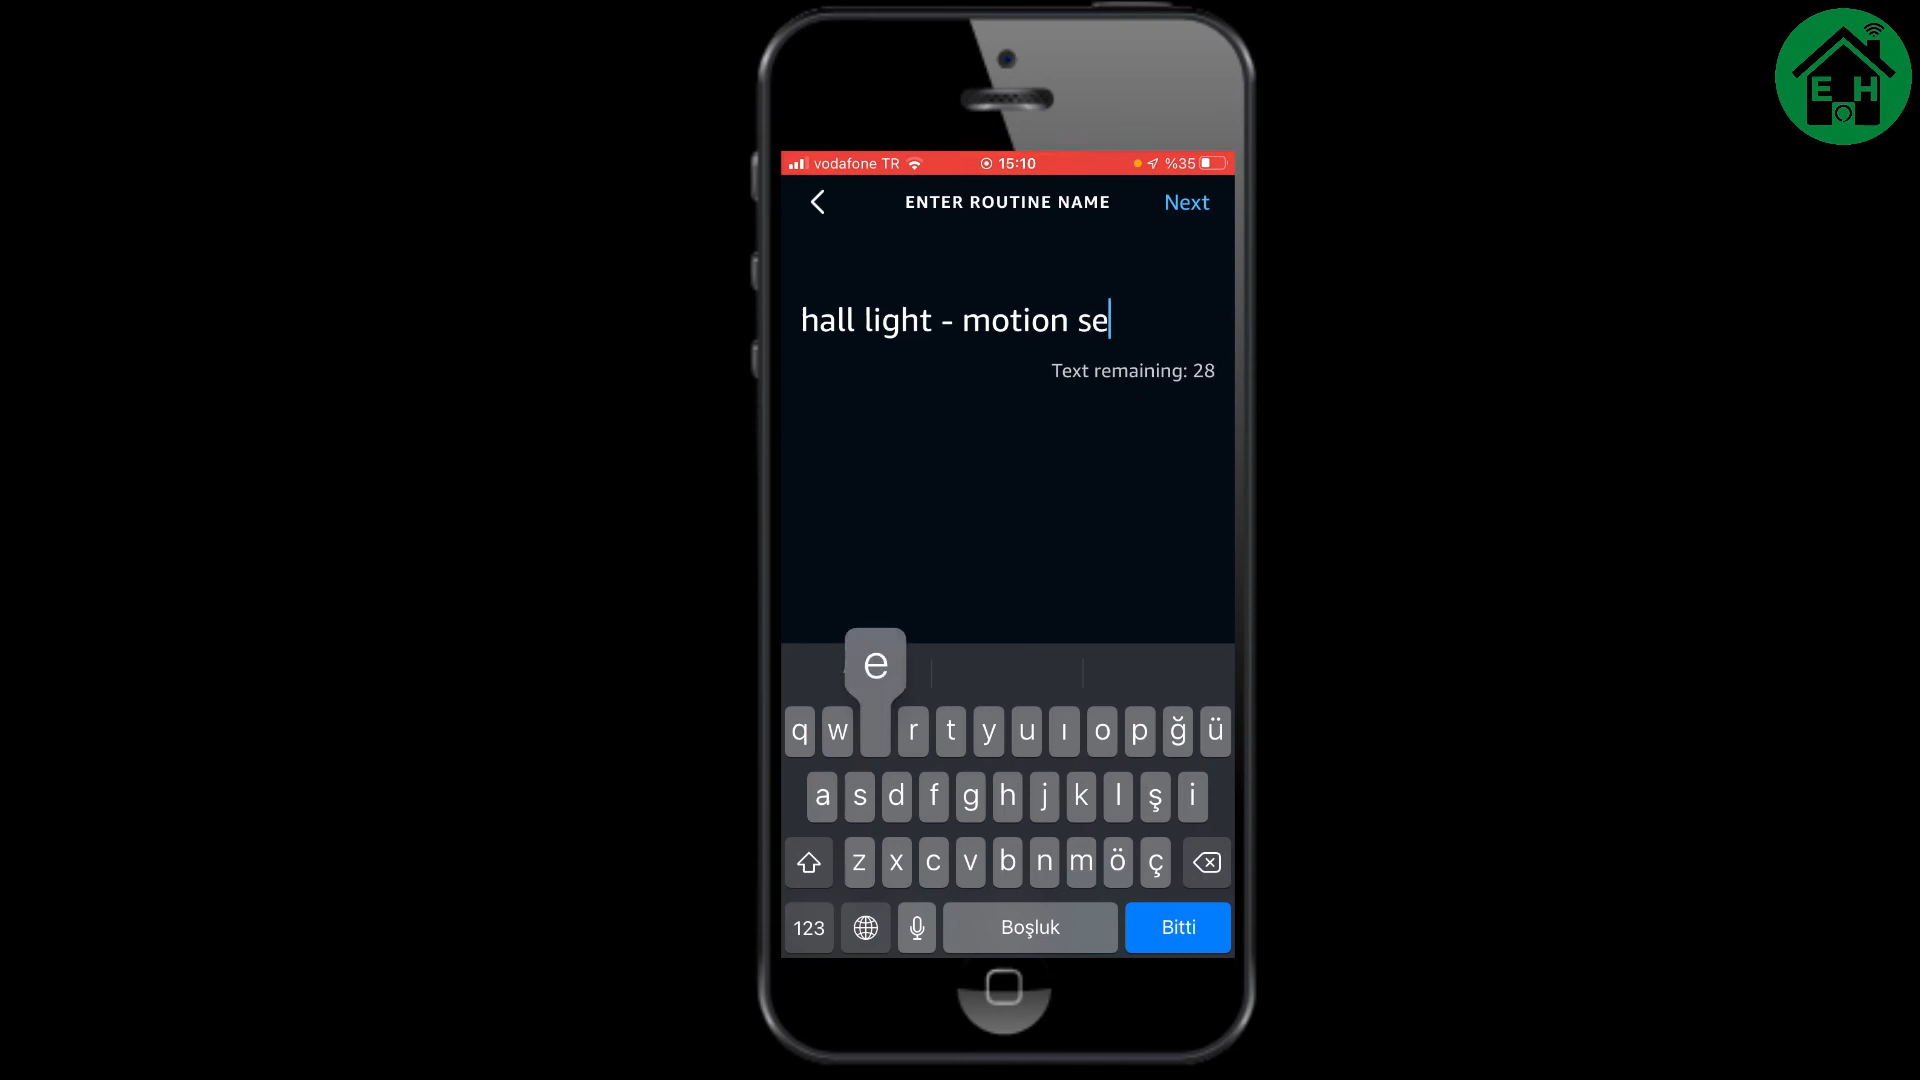 E H
vodafone TR 15:10 %35
ENTER ROUTINE NAME Next
hall light - motion se
Text remaining: 28
e
q w r t y u ı o p ğ ü
a s d f g h j k l ş i
z x c v b n m ö ç
123 Boşluk Bitti